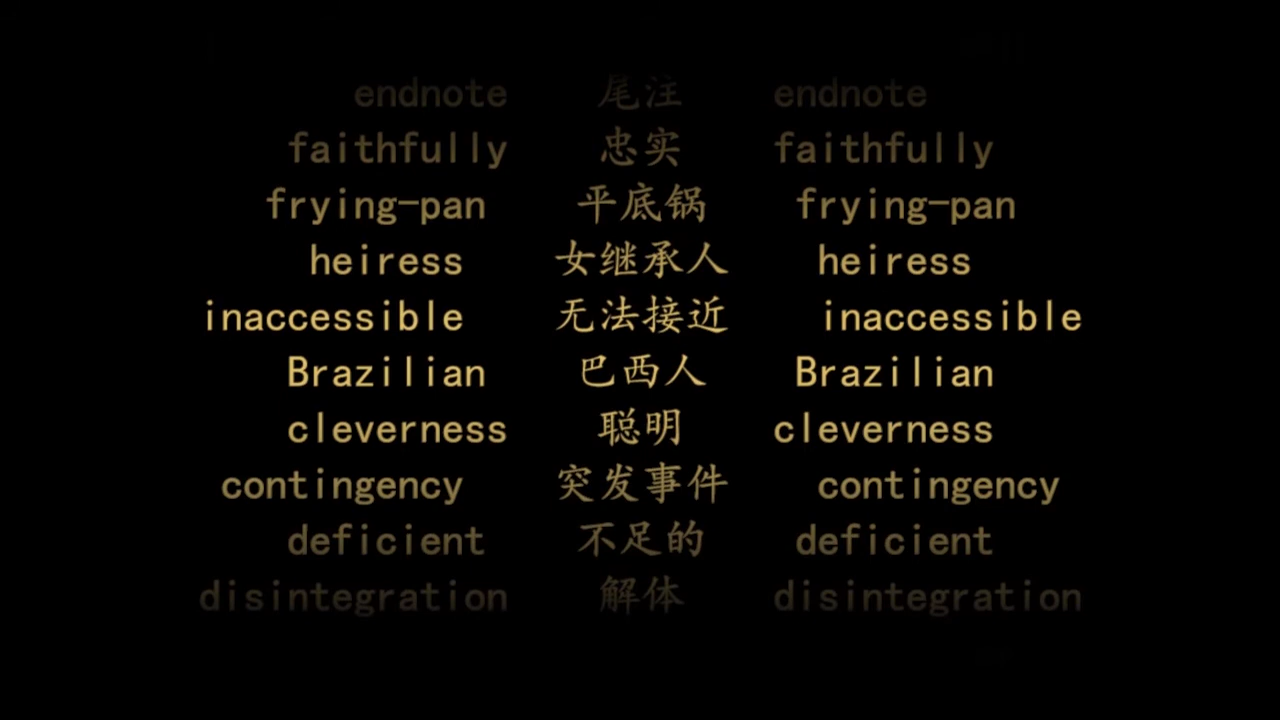 endnote 尾注 endnote
faithfully 忠实 faithfully
frying-pan 平底锅 frying-pan
heiress 女继承人 heiress
inaccessible 无法接近 inaccessible
Brazilian 巴西人 Brazilian
cleverness 聪明 cleverness
contingency 突发事件 contingency
deficient 不足的 deficient
disintegration 解体 disintegration